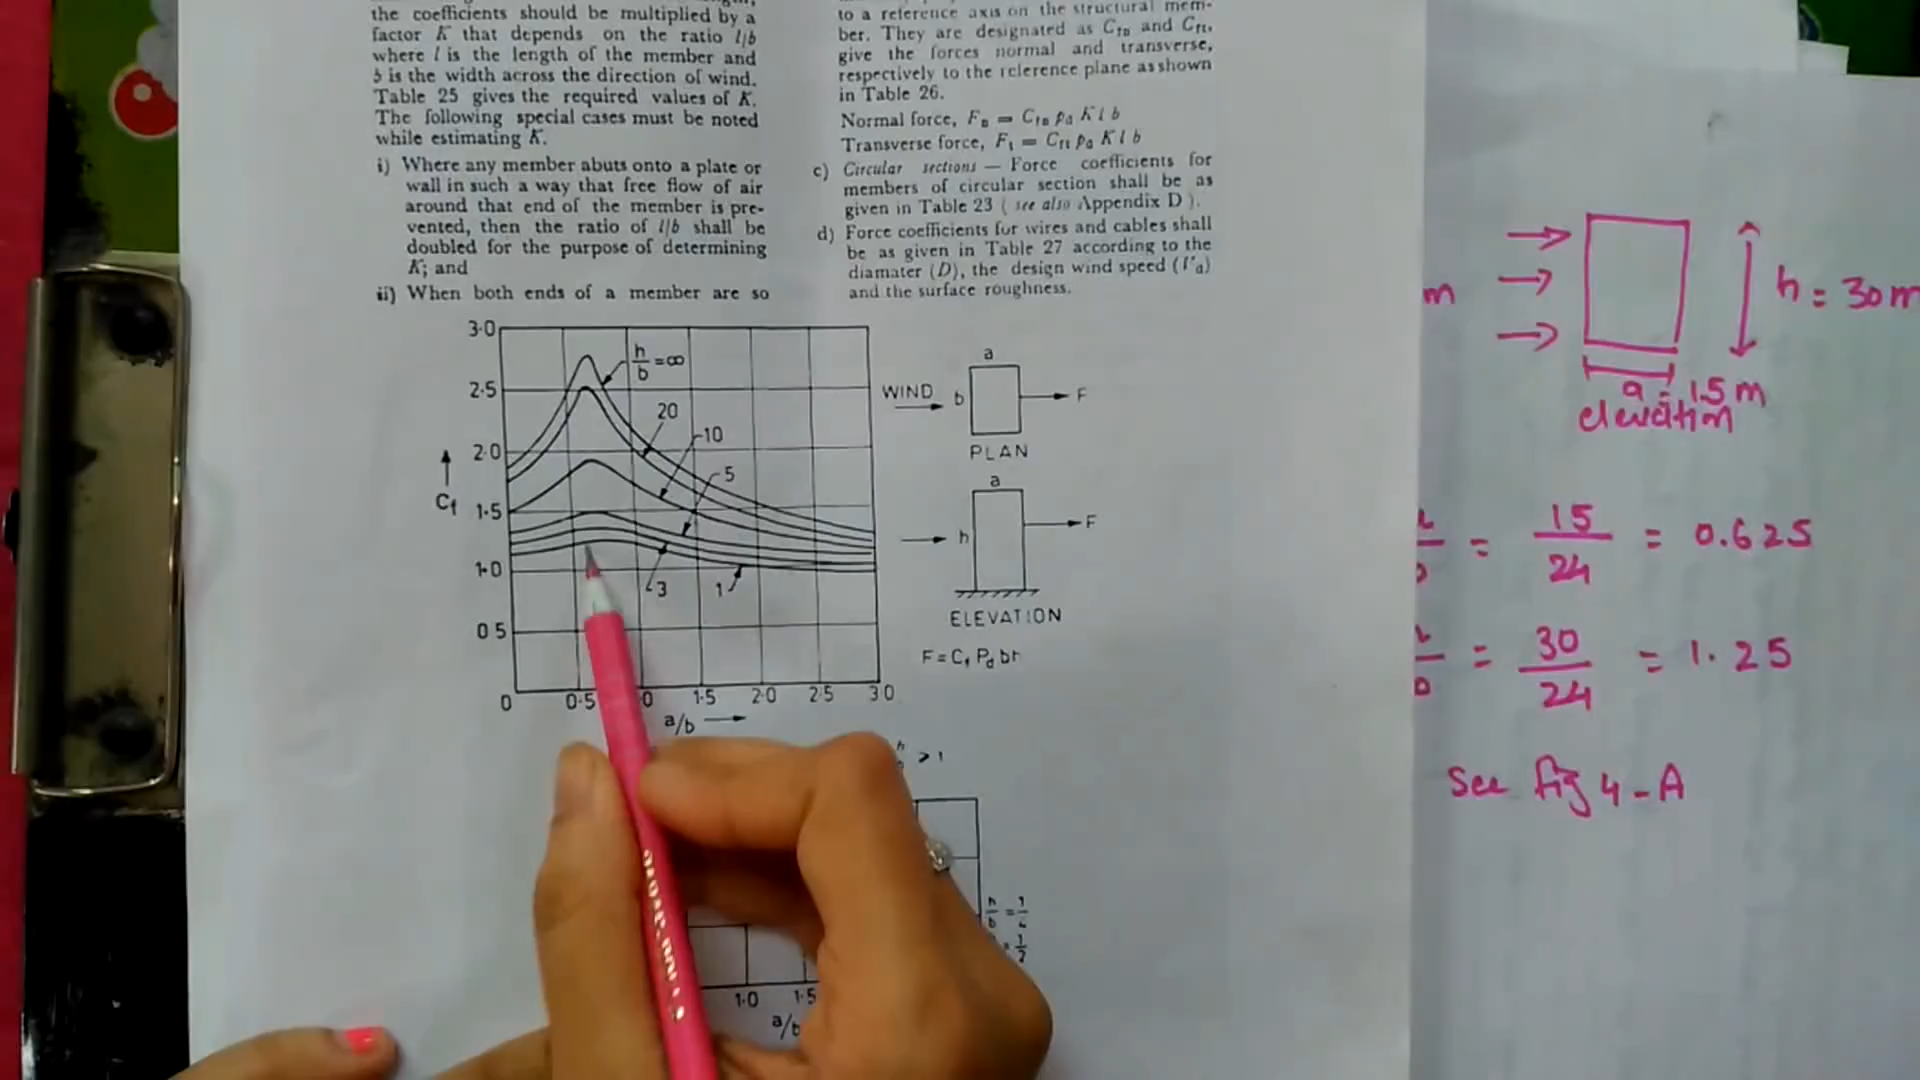 the coefficients should be multiplied by a
factor K that depends on the ratio l/b
where l is the length of the member and
b is the width across the direction of wind.
Table 25 gives the required values of K.
The following special cases must be noted
while estimating K.
i) Where any member abuts onto a plate or
wall in such a way that free flow of air
around that end of the member is pre-
vented, then the ratio of l/b shall be
doubled for the purpose of determining
K; and
ii) When both ends of a member are so
to a reference axis on the structural mem-
ber. They are designated as Cfn and Cft,
give the forces normal and transverse,
respectively to the reference plane as shown
in Table 26.
Normal force, Fn = Cfn pd K l b
Transverse force, Ft = Cft pd K l b
c) Circular sections — Force coefficients for
members of circular section shall be as
given in Table 23 ( see also Appendix D ).
d) Force coefficients for wires and cables shall
be as given in Table 27 according to the
diamater (D), the design wind speed (Vd)
and the surface roughness.
3·0
2·5
2·0
1·5
1·0
0 5
Cf
h/b = ∞
20
10
5
3
1
0
0·5
·0
1·5
2·0
2·5
3 0
a/b
WIND
a
b
F
PLAN
a
h
F
ELEVATION
F = Cf Pd bh
> 1
h/b = 1/4
= 1/2
1·0
1·5
a/b
m
h = 30m
a = 15m
elevation
= 15/24 = 0.625
= 30/24 = 1.25
See fig 4-A